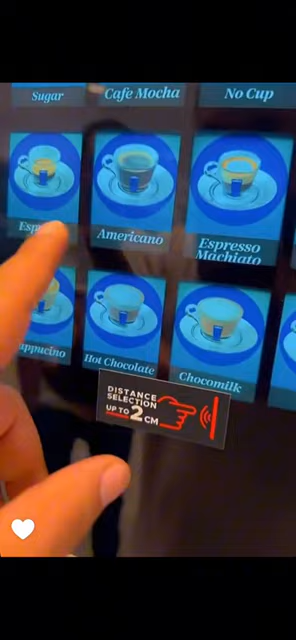 Sugar
Cafe Mocha
No Cup
Americano
Espresso
Machiato
Hot Chocolate
Chocomilk
DISTANCE
SELECTION
UP TO 2 CM